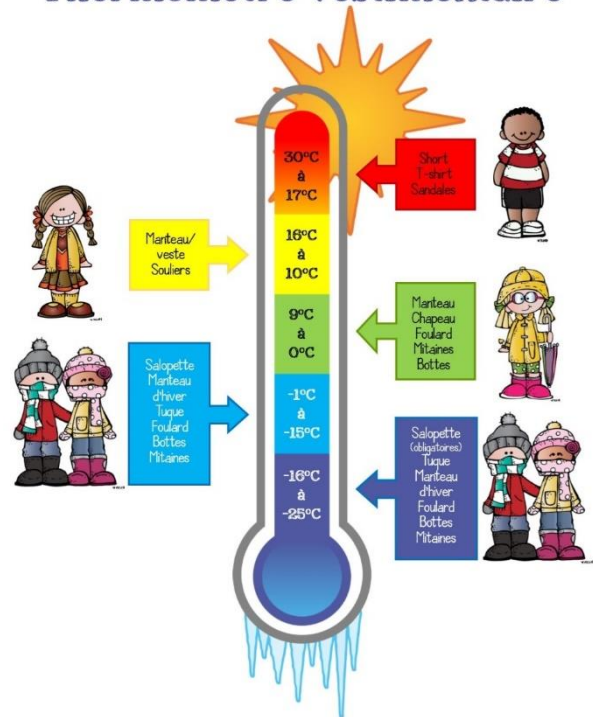 30°C
à
17°C
Short
T-shirt
Sandales
Manteau/
veste
Souliers
16°C
à
10°C
9°C
à
0°C
Manteau
Chapeau
Foulard
Mitaines
Bottes
Salopette
Manteau
d'hiver
Tuque
Foulard
Bottes
Mitaines
-1°C
à
-15°C
-16°C
à
-25°C
Salopette
(obligatoires)
Tuque
Manteau
d'hiver
Foulard
Bottes
Mitaines